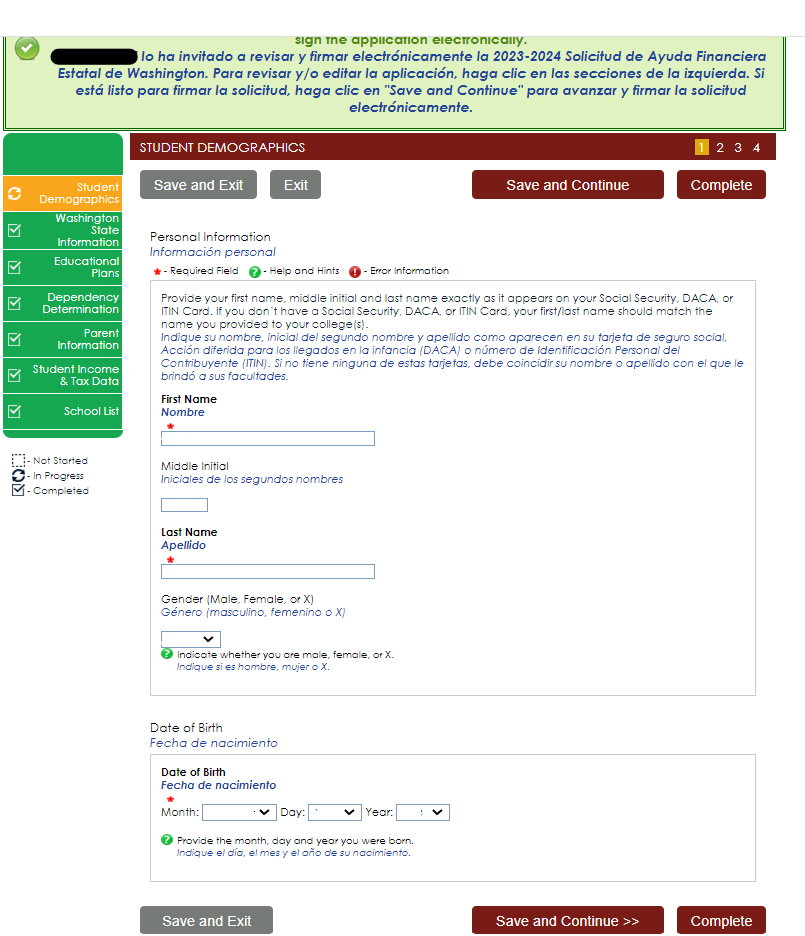 sign the application electronically.
lo ha invitado a revisar y firmar electrónicamente la 2023-2024 Solicitud de Ayuda Financiera
Estatal de Washington. Para revisar y/o editar la aplicación, haga clic en las secciones de la izquierda. Si
está listo para firmar la solicitud, haga clic en "Save and Continue" para avanzar y firmar la solicitud
electrónicamente.
STUDENT DEMOGRAPHICS 1 2 3 4
Save and Exit Exit Save and Continue Complete
Student
Demographics
Washington
State
Information
Educational
Plans
Dependency
Determination
Parent
Information
Student Income
& Tax Data
School List
- Not Started
- In Progress
- Completed
Personal Information
Información personal
* - Required Field ? - Help and Hints ! - Error Information
Provide your first name, middle initial and last name exactly as it appears on your Social Security, DACA, or
ITIN Card. If you don't have a Social Security, DACA, or ITIN Card, your first/last name should match the
name you provided to your college(s).
Indique su nombre, inicial del segundo nombre y apellido como aparecen en su tarjeta de seguro social,
Acción diferida para los llegados en la infancia (DACA) o número de Identificación Personal del
Contribuyente (ITIN). Si no tiene ninguna de estas tarjetas, debe coincidir su nombre o apellido con el que le
brindó a sus facultades.
First Name
Nombre
*
Middle Initial
Iniciales de los segundos nombres
Last Name
Apellido
*
Gender (Male, Female, or X)
Género (masculino, femenino o X)
? Indicate whether you are male, female, or X.
Indique si es hombre, mujer o X.
Date of Birth
Fecha de nacimiento
Date of Birth
Fecha de nacimiento
*
Month: Day: Year:
? Provide the month, day and year you were born.
Indique el día, el mes y el año de su nacimiento.
Save and Exit Save and Continue >> Complete